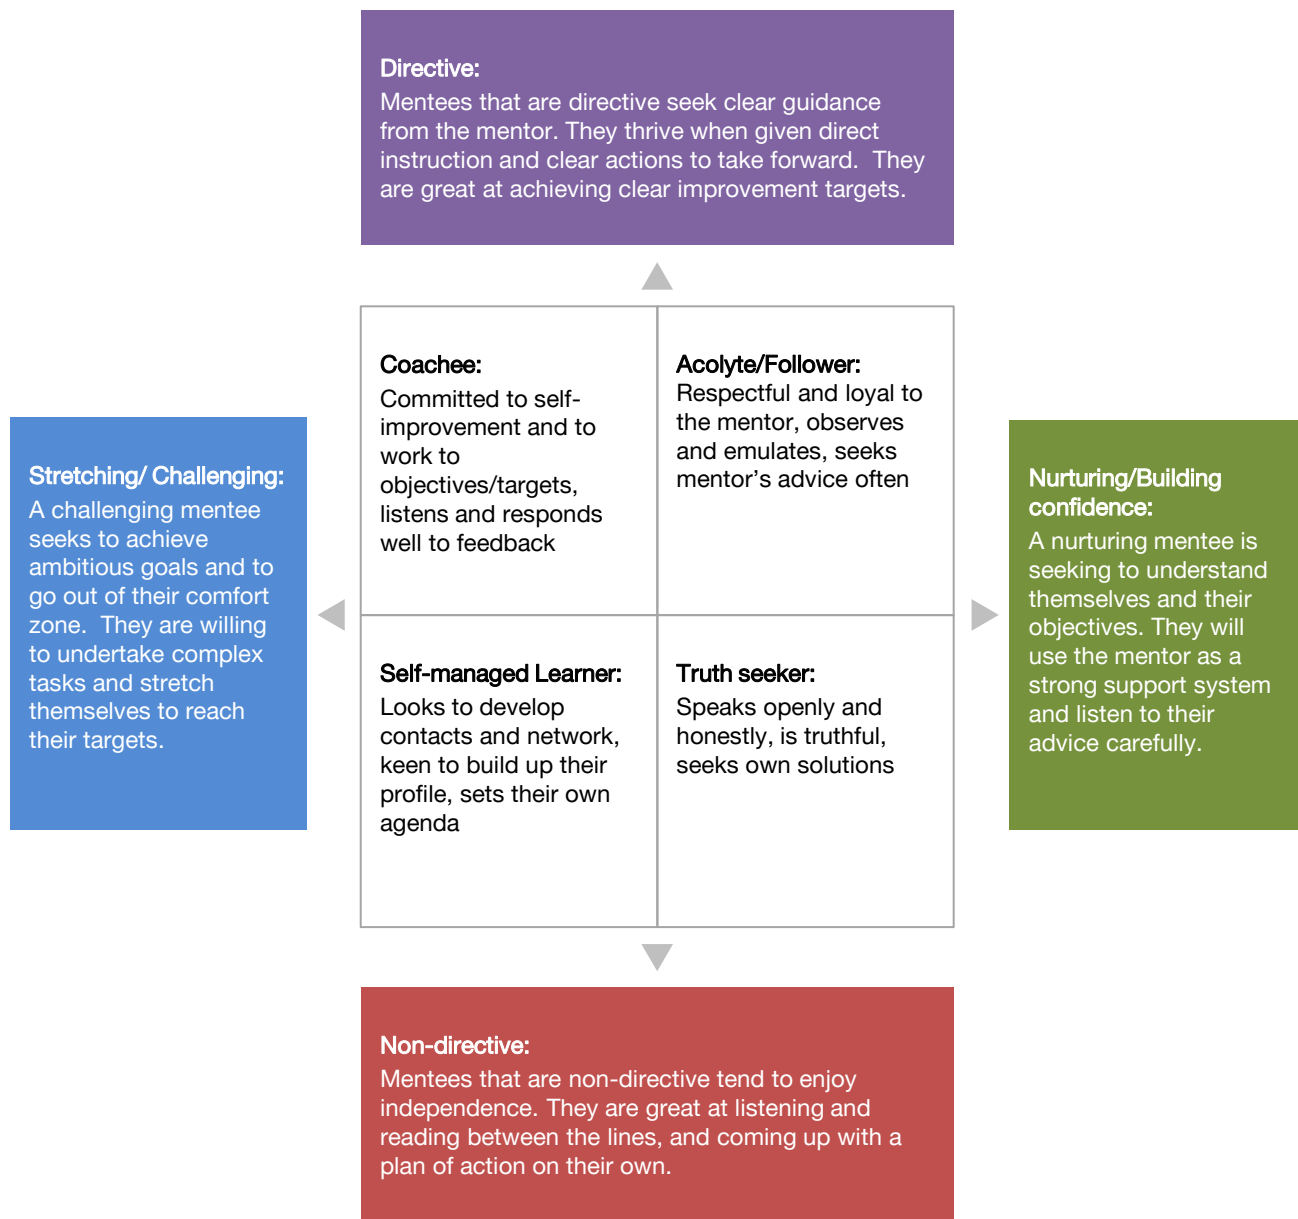 Directive:
Mentees that are directive seek clear guidance
from the mentor. They thrive when given direct
instruction and clear actions to take forward.  They
are great at achieving clear improvement targets.
Coachee:
Committed to self-
improvement and to
work to
objectives/targets,
listens and responds
well to feedback
Acolyte/Follower:
Respectful and loyal to
the mentor, observes
and emulates, seeks
mentor’s advice often
Stretching/ Challenging:
A challenging mentee
seeks to achieve
ambitious goals and to
go out of their comfort
zone.  They are willing
to undertake complex
tasks and stretch
themselves to reach
their targets.
Nurturing/Building
confidence:
A nurturing mentee is
seeking to understand
themselves and their
objectives. They will
use the mentor as a
strong support system
and listen to their
advice carefully.
Self-managed Learner:
Looks to develop
contacts and network,
keen to build up their
profile, sets their own
agenda
Truth seeker:
Speaks openly and
honestly, is truthful,
seeks own solutions
Non-directive:
Mentees that are non-directive tend to enjoy
independence. They are great at listening and
reading between the lines, and coming up with a
plan of action on their own.